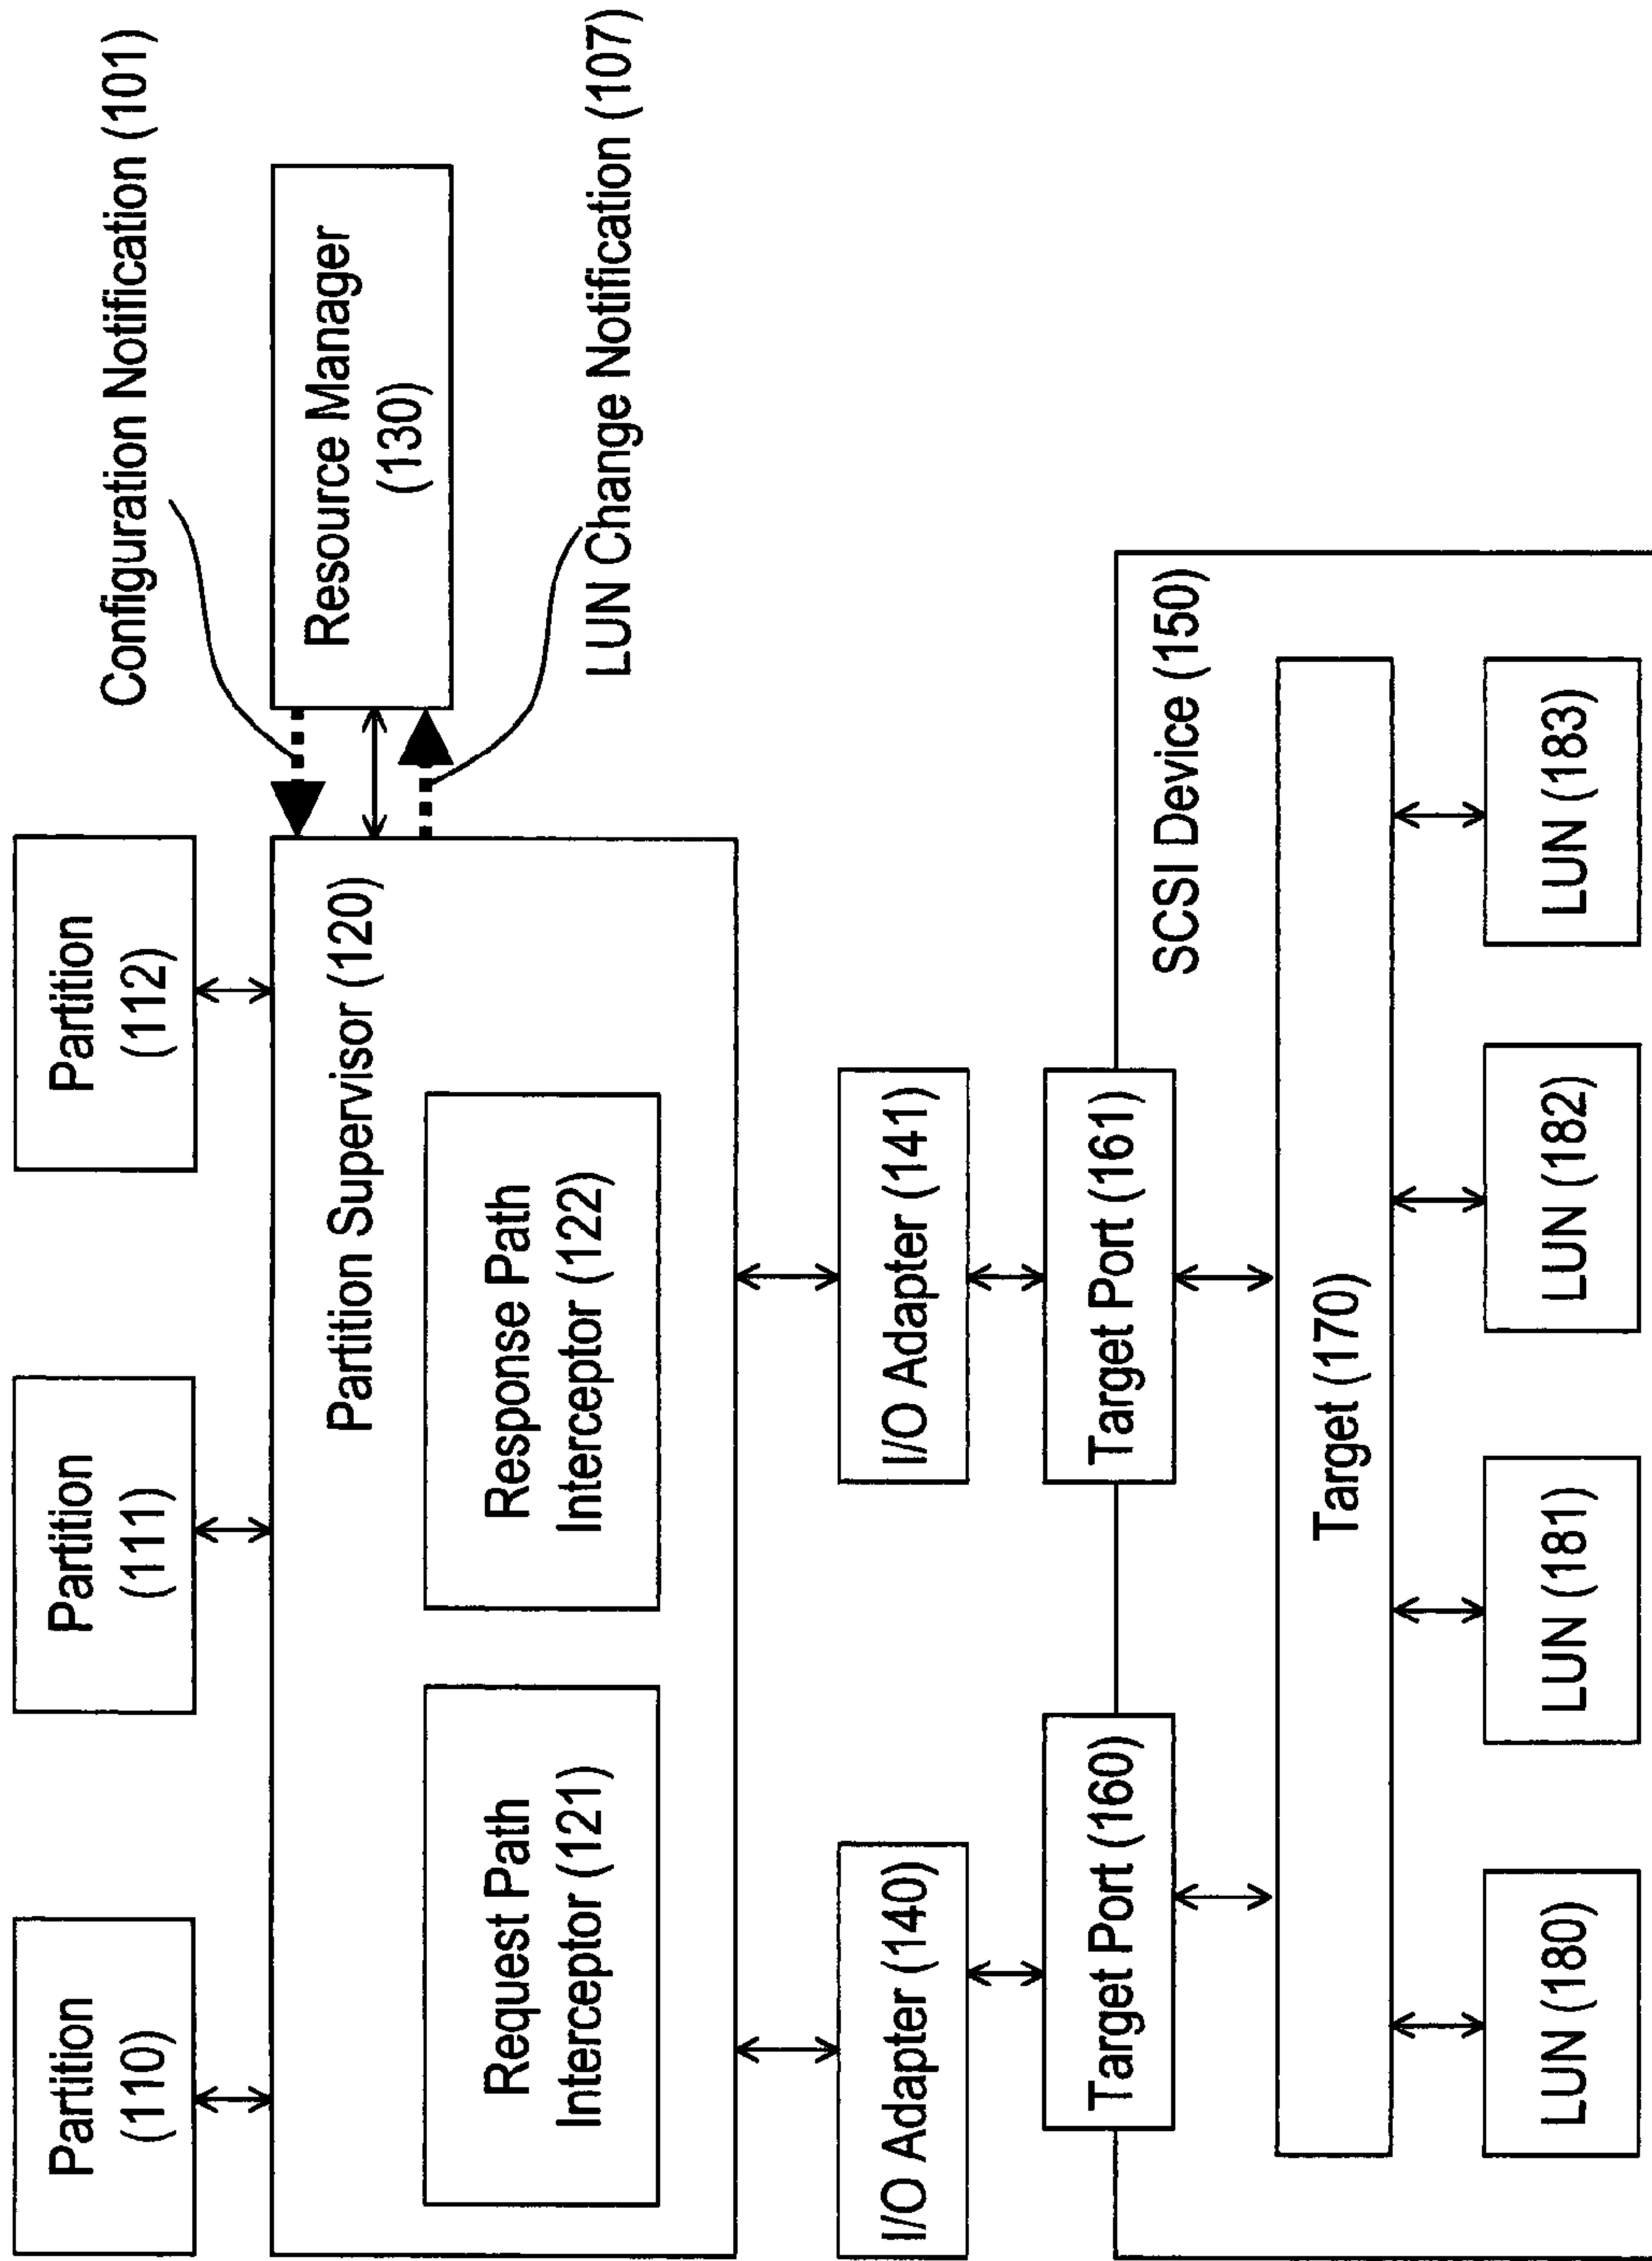 Partition
(110)
Partition
(111)
Partition
(112)
Configuration Notification (101)
Partition Supervisor (120)
Request Path
Interceptor (121)
Response Path
Interceptor (122)
Resource Manager
(130)
LUN Change Notification (107)
I/O Adapter (140)
I/O Adapter (141)
Target Port (160)
Target Port (161)
SCSI Device (150)
Target (170)
LUN (180)
LUN (181)
LUN (182)
LUN (183)